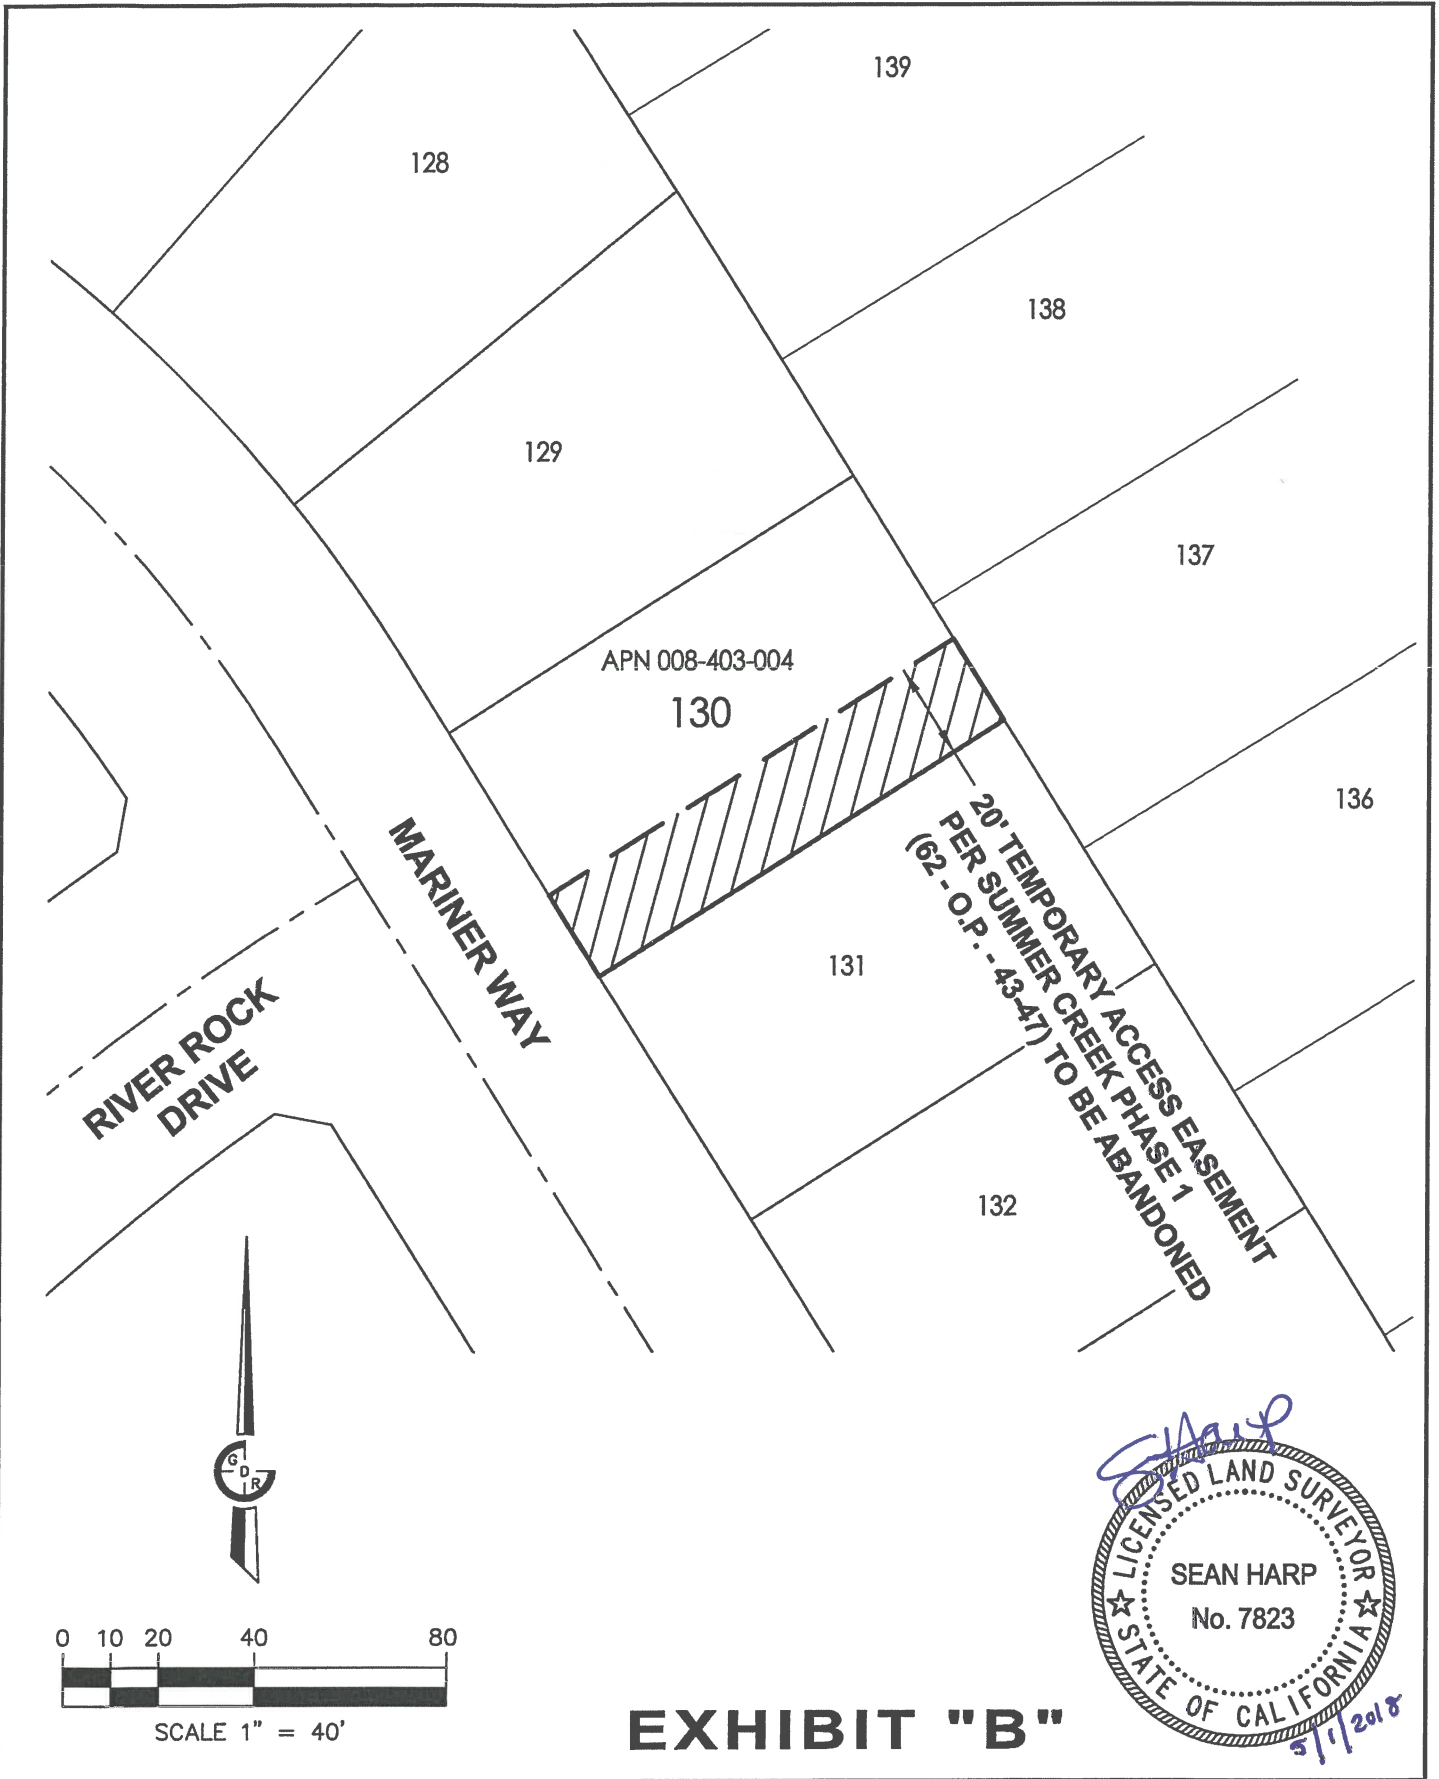 139
128
138
129
137
APN 008-403-004
130
136
MARINER WAY
20' TEMPORARY ACCESS EASEMENT
PER SUMMER CREEK PHASE 1
(62 - O.P. - 43-47) TO BE ABANDONED
131
RIVER ROCK
DRIVE
132
G
D
R
SHarp
LICENSED LAND SURVEYOR
SEAN HARP
No. 7823
STATE OF CALIFORNIA
5/1/2018
0 10 20 40 80
SCALE 1" = 40'
EXHIBIT "B"